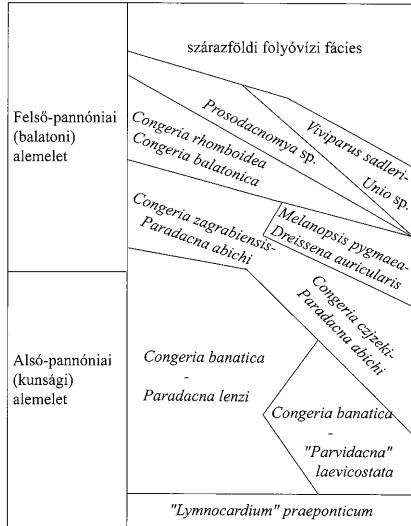 szárazföldi folyóvízi fácies
Felső-pannóniai
(balatoni)
alemelet
Prosodacnomya sp.
Viviparus sadleri-
Unio sp.
Congeria rhomboidea
Congeria balatonica
Congeria zagrabiensis-
Paradacna abichi
Melanopsis pygmaea-
Dreissena auricularis
Congeria czjzeki-
Paradacna abichi
Alsó-pannóniai
(kunsági)
alemelet
Congeria banatica
-
Paradacna lenzi
Congeria banatica
-
"Parvidacna"
laevicostata
"Lymnocardium" praeponticum